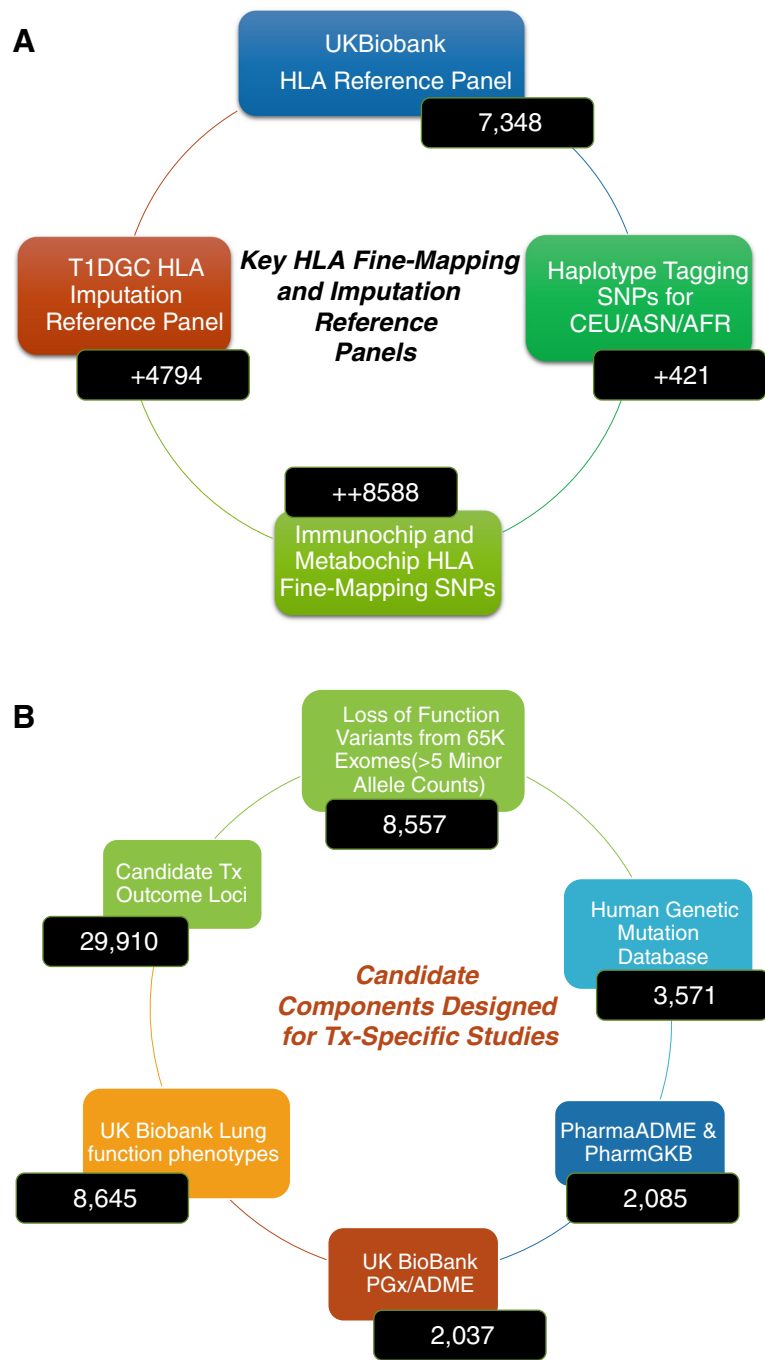 A
UKBiobank
HLA Reference Panel
7,348
T1DGC HLA
Imputation
Reference Panel
+4794
Key HLA Fine-Mapping
and Imputation
Reference
Panels
Haplotype Tagging
SNPs for
CEU/ASN/AFR
+421
++8588
Immunochip and
Metabochip HLA
Fine-Mapping SNPs
B
Loss of Function
Variants from 65K
Exomes(>5 Minor
Allele Counts)
8,557
Candidate Tx
Outcome Loci
29,910
Human Genetic
Mutation
Database
3,571
Candidate
Components Designed
for Tx-Specific Studies
UK Biobank Lung
function phenotypes
8,645
PharmaADME &
PharmGKB
2,085
UK BioBank
PGx/ADME
2,037